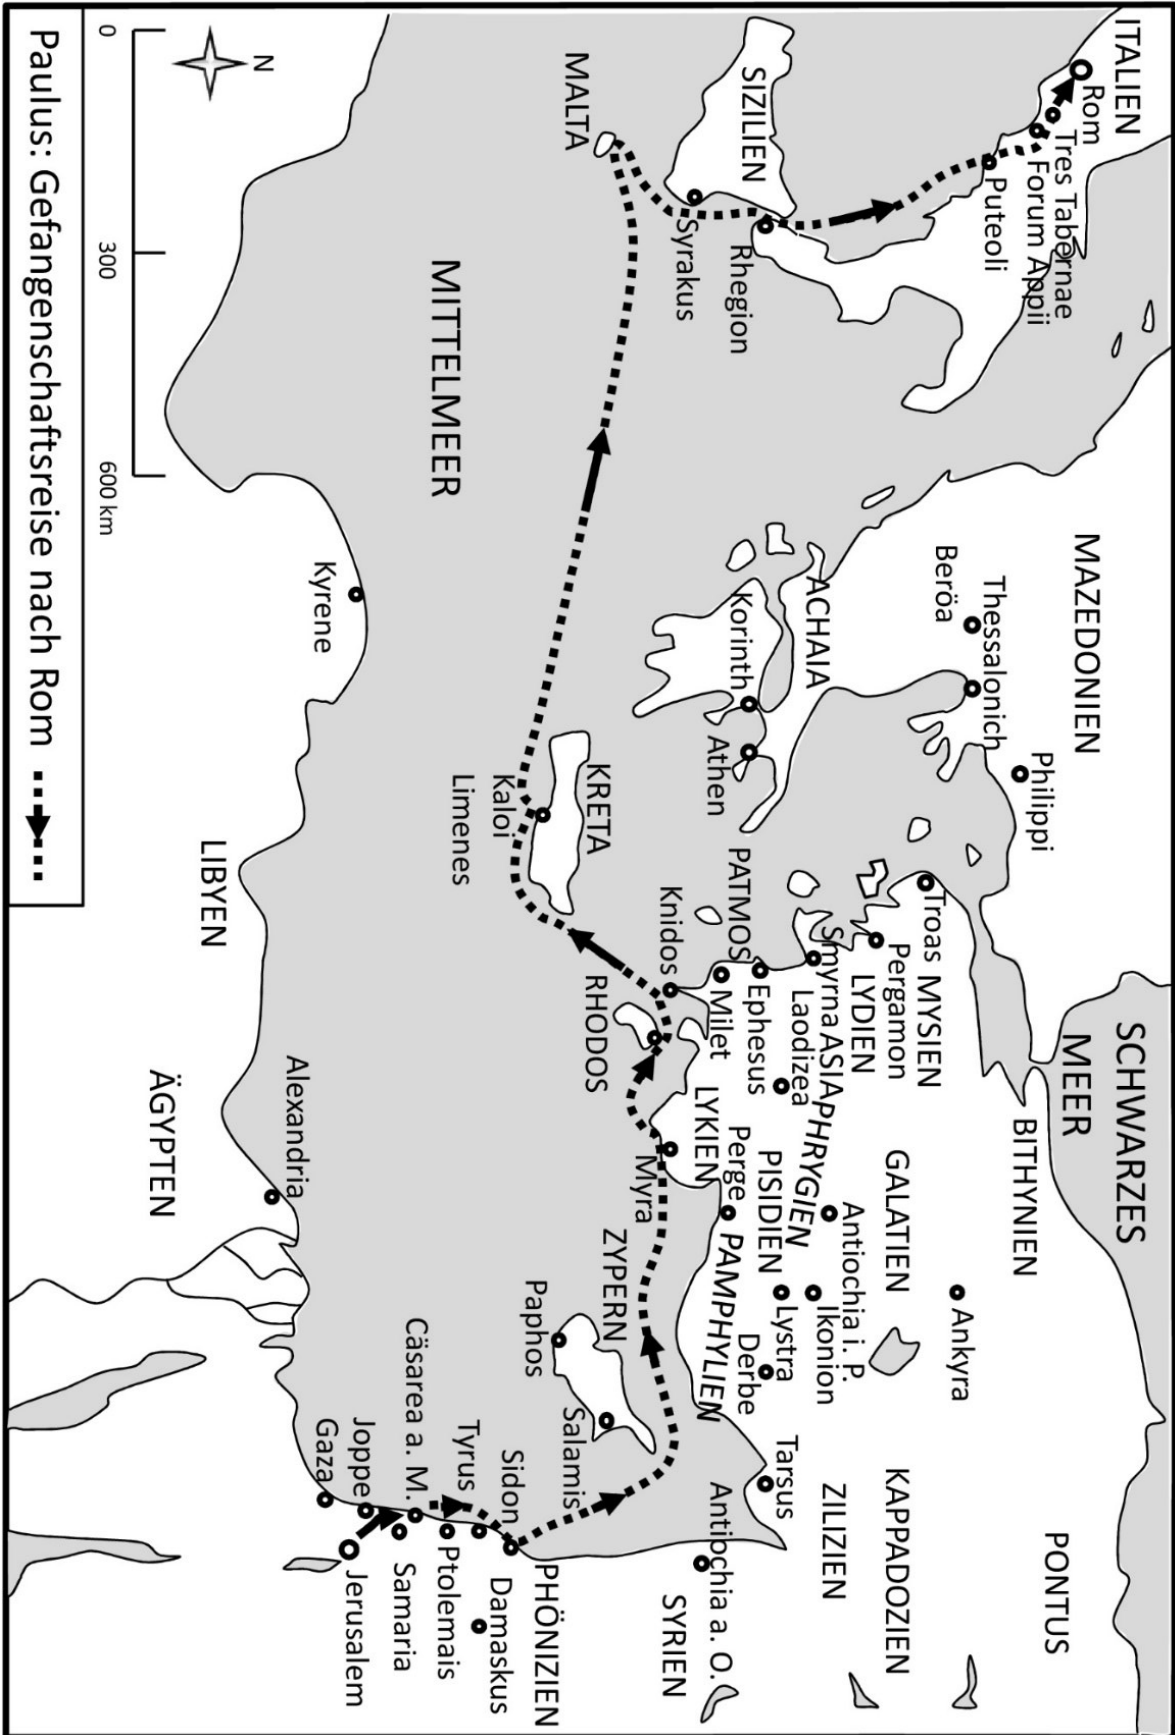 ITALIEN
Rom
Tres Tabernae
Forum Appii
Puteoli
SIZILIEN
Rhegion
Syrakus
MALTA
MITTELMEER
MAZEDONIEN
Philippi
Thessalonich
Beröa
ACHAIA
Korinth
Athen
KRETA
Kaloi
Limenes
SCHWARZES
MEER
BITHYNIEN
PONTUS
Troas
MYSIEN
Pergamon
LYDIEN
Smyrna
ASIA
PHRYGIEN
Laodizea
Ephesus
PATMOS
Milet
Knidos
RHODOS
GALATIEN
Ankyra
KAPPADOZIEN
Antiochia i. P.
Ikonion
PISIDIEN
Lystra
Derbe
Perge
PAMPHYLIEN
LYKIEN
Myra
ZILIZIEN
Tarsus
Antiochia a. O.
SYRIEN
ZYPERN
Paphos
Salamis
PHÖNIZIEN
Sidon
Damaskus
Tyrus
Ptolemais
Cäsarea a. M.
Samaria
Joppe
Jerusalem
Gaza
Kyrene
LIBYEN
Alexandria
ÄGYPTEN
N
0
300
600 km
Paulus: Gefangenschaftsreise nach Rom